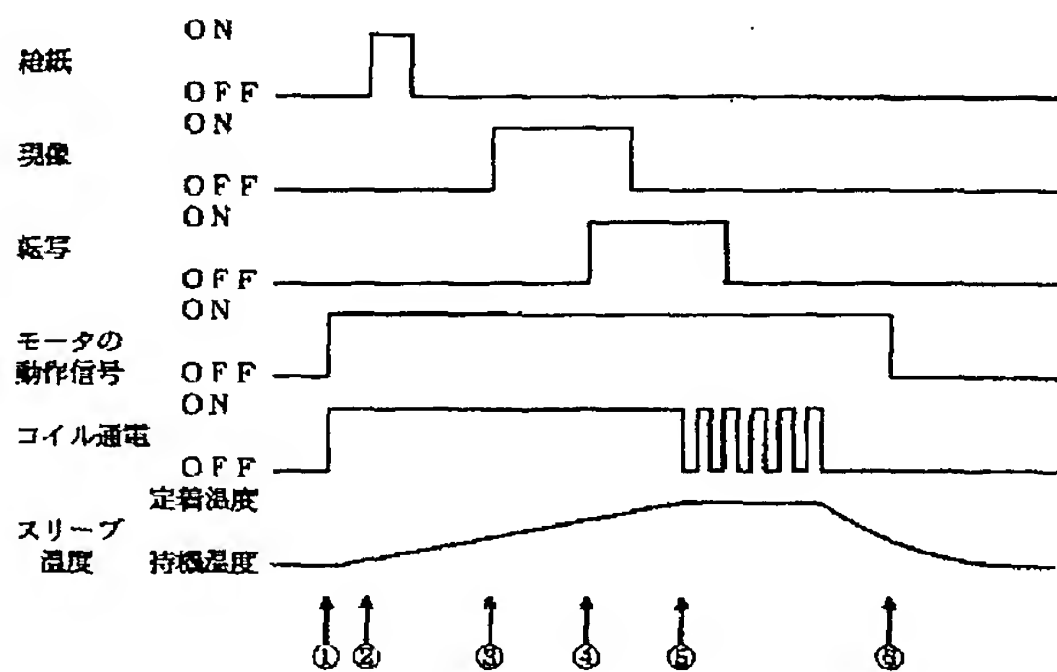 ON
給紙
OFF
ON
現像
OFF
ON
転写
OFF
ON
モータの
動作信号
OFF
ON
コイル通電
OFF
定着温度
スリーブ
温度
待機温度
① ② ③ ④ ⑤ ⑥